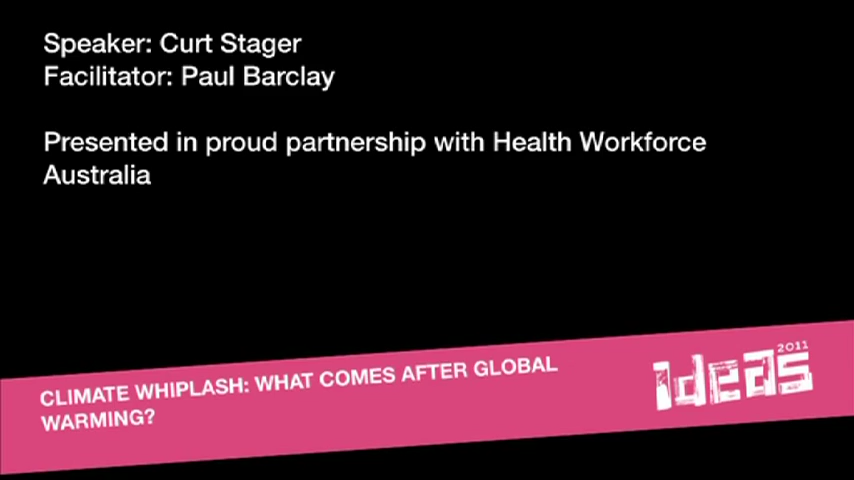 Speaker: Curt Stager
Facilitator: Paul Barclay
Presented in proud partnership with Health Workforce
Australia
CLIMATE WHIPLASH: WHAT COMES AFTER GLOBAL
WARMING?
2011
ideas